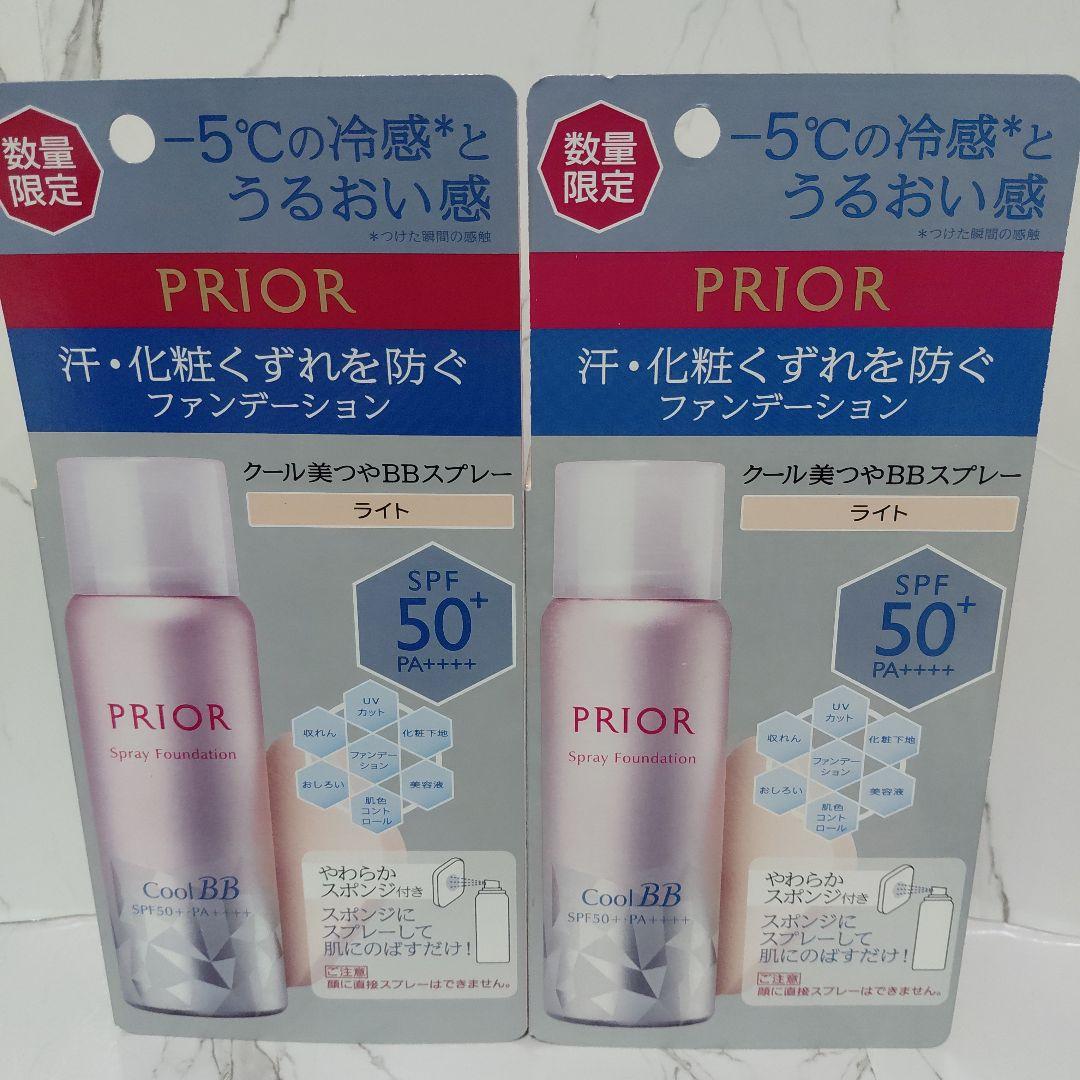 数量
限定
−5℃の冷感*と
うるおい感
*つけた瞬間の感触
PRIOR
汗・化粧くずれを防ぐ
ファンデーション
クール美つやBBスプレー
ライト
SPF
50+
PA++++
UV
カット
収れん
化粧下地
ファンデー
ション
おしろい
美容液
肌色
コント
ロール
PRIOR
Spray Foundation
Cool BB
SPF50+・PA++++
やわらか
スポンジ付き
スポンジに
スプレーして
肌にのばすだけ!
ご注意
顔に直接スプレーはできません。
数量
限定
−5℃の冷感*と
うるおい感
*つけた瞬間の感触
PRIOR
汗・化粧くずれを防ぐ
ファンデーション
クール美つやBBスプレー
ライト
SPF
50+
PA++++
UV
カット
収れん
化粧下地
ファンデー
ション
おしろい
美容液
肌色
コント
ロール
PRIOR
Spray Foundation
Cool BB
SPF50+・PA++++
やわらか
スポンジ付き
スポンジに
スプレーして
肌にのばすだけ!
ご注意
顔に直接スプレーはできません。